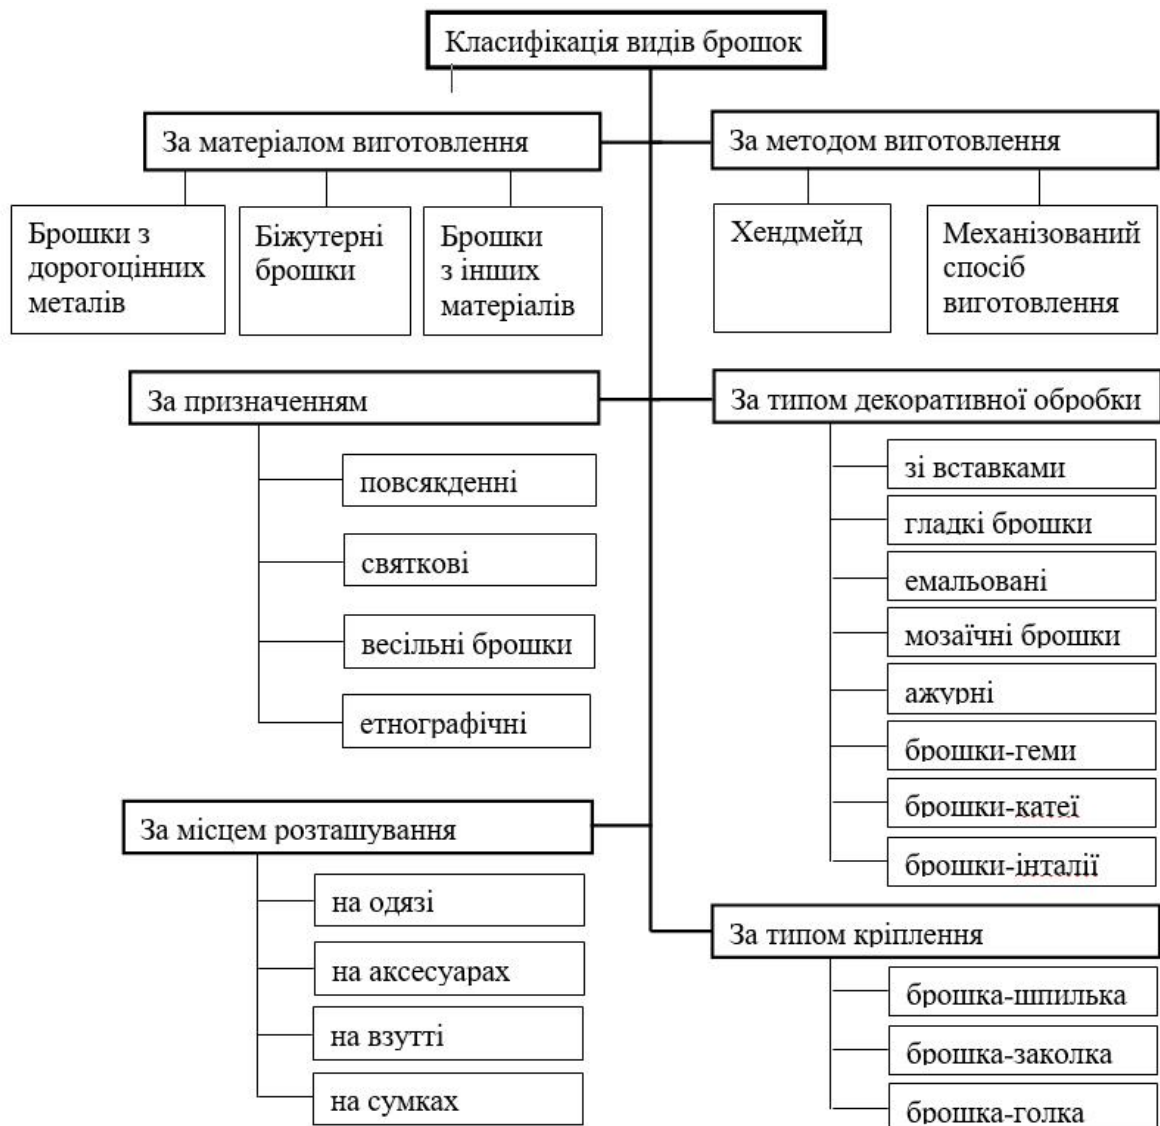 Класифікація видів брошок
За матеріалом виготовлення
За методом виготовлення
Брошки з
дорогоцінних
металів
Біжутерні
брошки
Брошки
з інших
матеріалів
Хендмейд
Механізований
спосіб
виготовлення
За призначенням
За типом декоративної обробки
повсякденні
святкові
весільні брошки
етнографічні
зі вставками
гладкі брошки
емальовані
мозаїчні брошки
ажурні
брошки-геми
брошки-катеї
брошки-інталії
За місцем розташування
на одязі
на аксесуарах
на взутті
на сумках
За типом кріплення
брошка-шпилька
брошка-заколка
брошка-голка